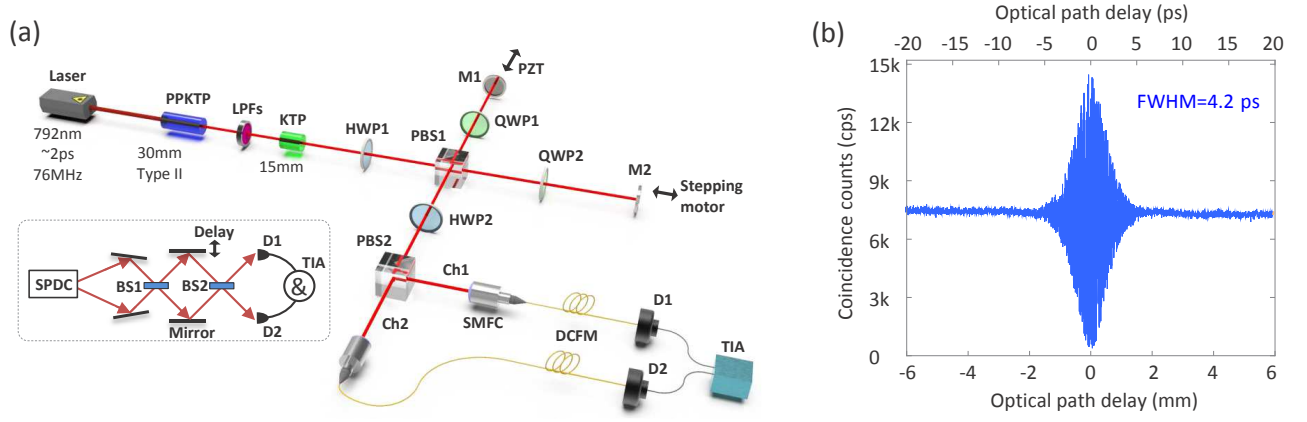 (a)
Laser
792nm
~2ps
76MHz
PPKTP
30mm
Type II
LPFs
KTP
15mm
HWP1
PBS1
M1
PZT
QWP1
QWP2
M2
Stepping
motor
HWP2
PBS2
Ch1
Ch2
SMFC
DCFM
D1
D2
TIA
SPDC
BS1
Delay
BS2
Mirror
D1
D2
TIA
&
(b)
Optical path delay (ps)
-20 -15 -10 -5 0 5 10 15 20
15k
12k
9k
6k
3k
0
Coincidence counts (cps)
FWHM=4.2 ps
-6 -4 -2 0 2 4 6
Optical path delay (mm)